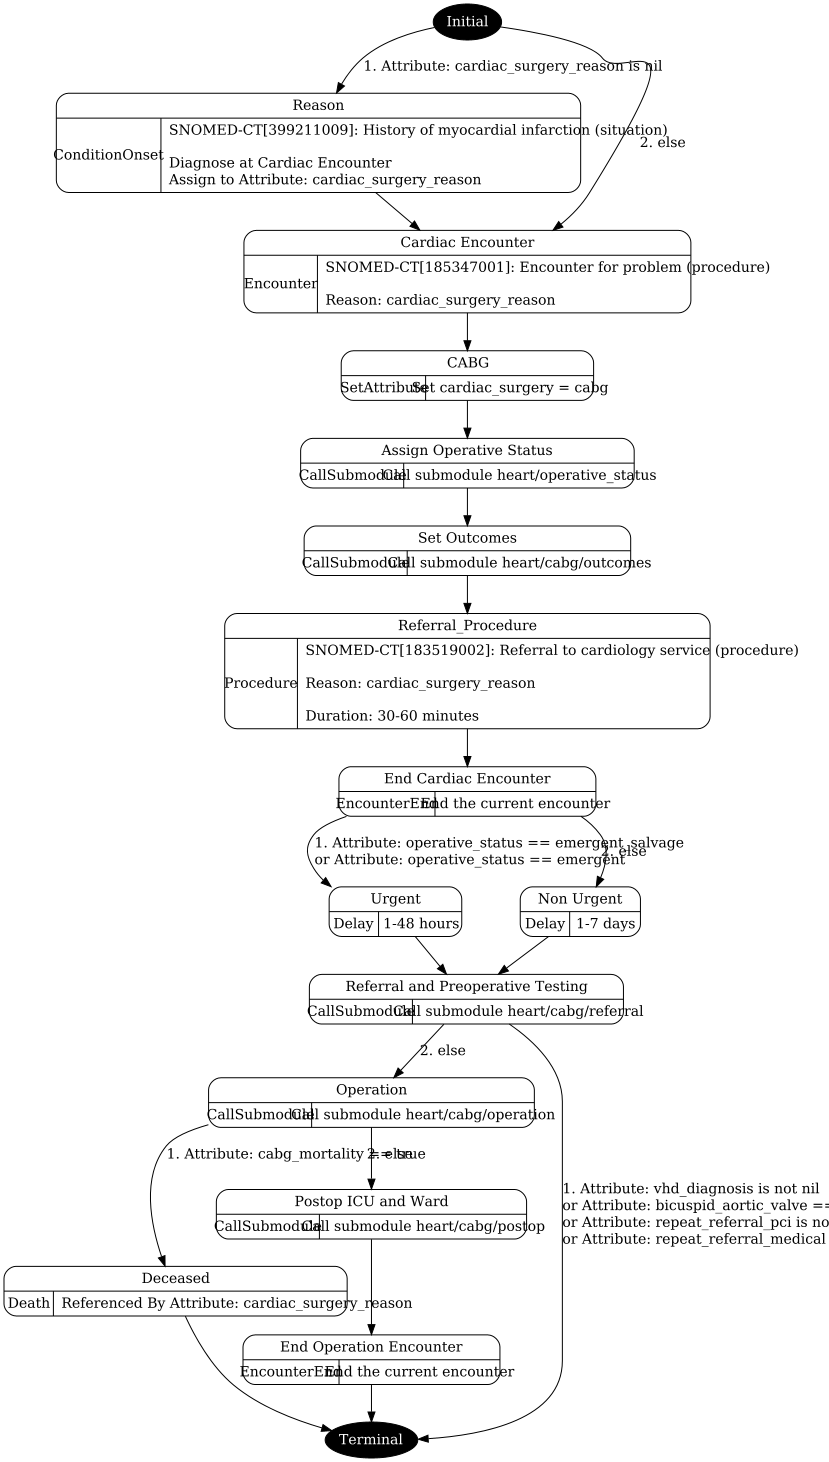 Initial
1. Attribute: cardiac_surgery_reason is nil
2. else
Reason
ConditionOnset
SNOMED-CT[399211009]: History of myocardial infarction (situation)
Diagnose at Cardiac Encounter
Assign to Attribute: cardiac_surgery_reason
Cardiac Encounter
Encounter
SNOMED-CT[185347001]: Encounter for problem (procedure)
Reason: cardiac_surgery_reason
CABG
SetAttribute
Set cardiac_surgery = cabg
Assign Operative Status
CallSubmodule
Call submodule heart/operative_status
Set Outcomes
CallSubmodule
Call submodule heart/cabg/outcomes
Referral_Procedure
Procedure
SNOMED-CT[183519002]: Referral to cardiology service (procedure)
Reason: cardiac_surgery_reason
Duration: 30-60 minutes
End Cardiac Encounter
EncounterEnd
End the current encounter
1. Attribute: operative_status == emergent_salvage
or Attribute: operative_status == emergent
2. else
Urgent
Delay
1-48 hours
Non Urgent
Delay
1-7 days
Referral and Preoperative Testing
CallSubmodule
Call submodule heart/cabg/referral
2. else
Operation
CallSubmodule
Call submodule heart/cabg/operation
1. Attribute: cabg_mortality == true
2. else
1. Attribute: vhd_diagnosis is not nil
or Attribute: bicuspid_aortic_valve ==
or Attribute: repeat_referral_pci is no
or Attribute: repeat_referral_medical
Postop ICU and Ward
CallSubmodule
Call submodule heart/cabg/postop
Deceased
Death
Referenced By Attribute: cardiac_surgery_reason
End Operation Encounter
EncounterEnd
End the current encounter
Terminal